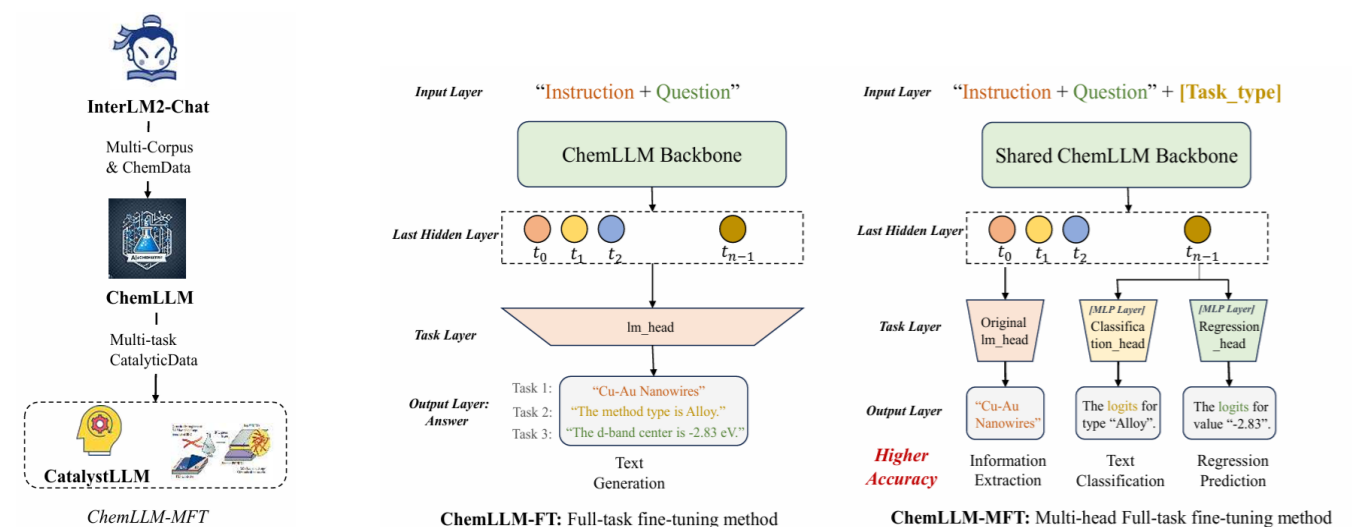 InterLM2-Chat
Multi-Corpus
& ChemData
ChemLLM
Multi-task
CatalyticData
CatalystLLM
ChemLLM-MFT
Input Layer
“Instruction + Question”
ChemLLM Backbone
Last Hidden Layer
t₀ t₁ t₂ tₙ₋₁
Task Layer
lm_head
Output Layer:
Answer
Task 1: “Cu-Au Nanowires”
Task 2: “The method type is Alloy.”
Task 3: “The d-band center is -2.83 eV.”
Text
Generation
ChemLLM-FT: Full-task fine-tuning method
Input Layer
“Instruction + Question” + [Task_type]
Shared ChemLLM Backbone
Last Hidden Layer
t₀ t₁ t₂ tₙ₋₁
Task Layer
Original
lm_head
[MLP Layer]
Classifica
tion_head
[MLP Layer]
Regression
_head
Output Layer
“Cu-Au
Nanowires”
The logits for
type “Alloy”.
The logits for
value “-2.83”.
Higher
Accuracy
Information
Extraction
Text
Classification
Regression
Prediction
ChemLLM-MFT: Multi-head Full-task fine-tuning method